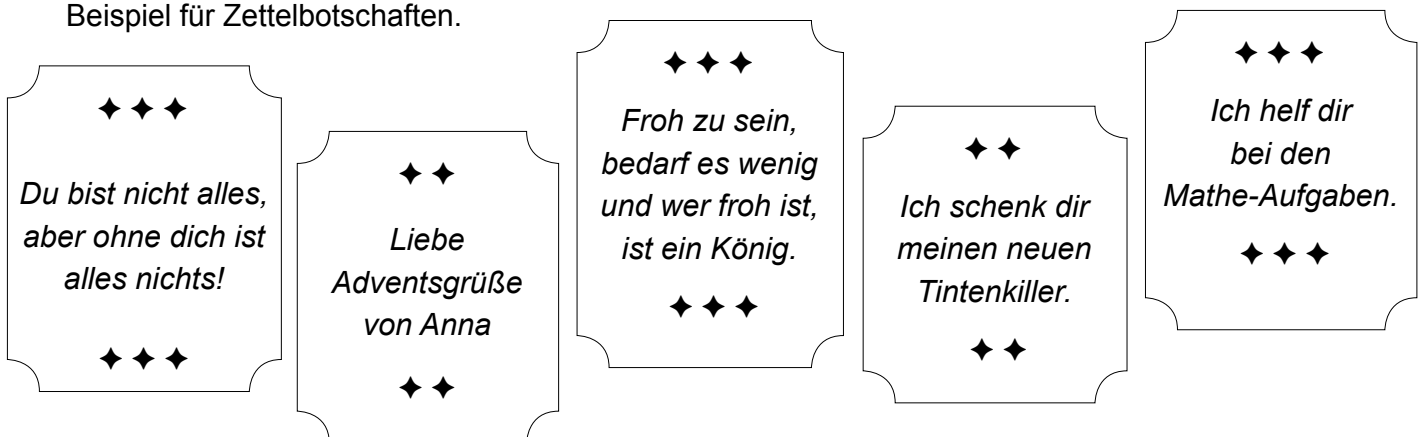 Beispiel für Zettelbotschaften.
Du bist nicht alles,
aber ohne dich ist
alles nichts!
Liebe
Adventsgrüße
von Anna
Froh zu sein,
bedarf es wenig
und wer froh ist,
ist ein König.
Ich schenk dir
meinen neuen
Tintenkiller.
Ich helf dir
bei den
Mathe-Aufgaben.